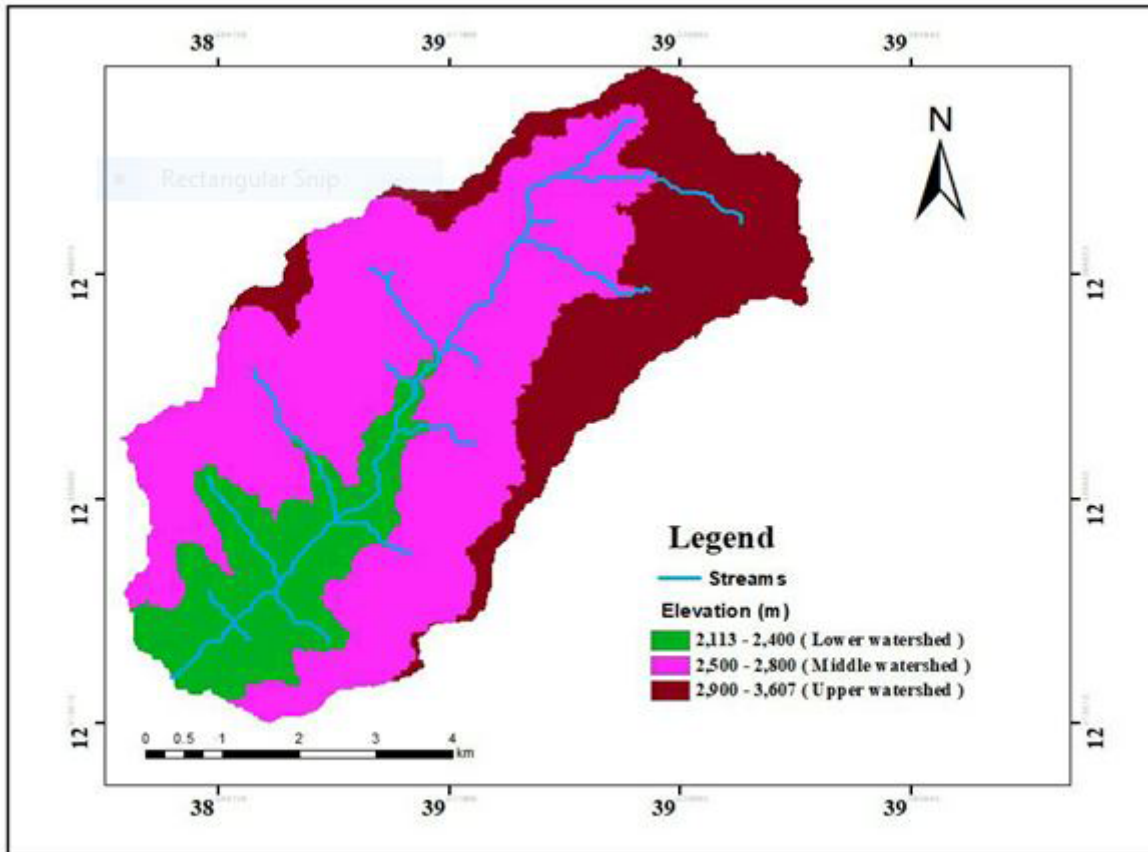 38 39 39 39
N
Rectangular Snip
12 12
12 12
12 12
Legend
Streams
Elevation (m)
2,113 - 2,400 ( Lower watershed )
2,500 - 2,800 ( Middle watershed )
2,900 - 3,607 ( Upper watershed )
0 0.5 1 2 3 4
km
38 39 39 39